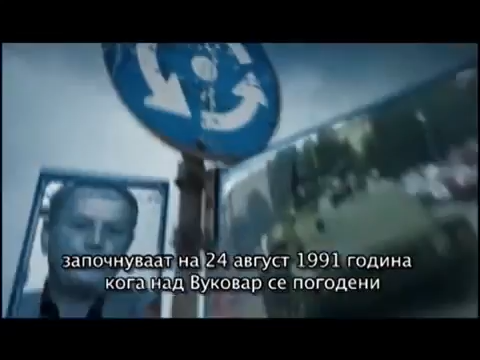 започнуваат на 24 август 1991 година
кога над Вуковар се погодени